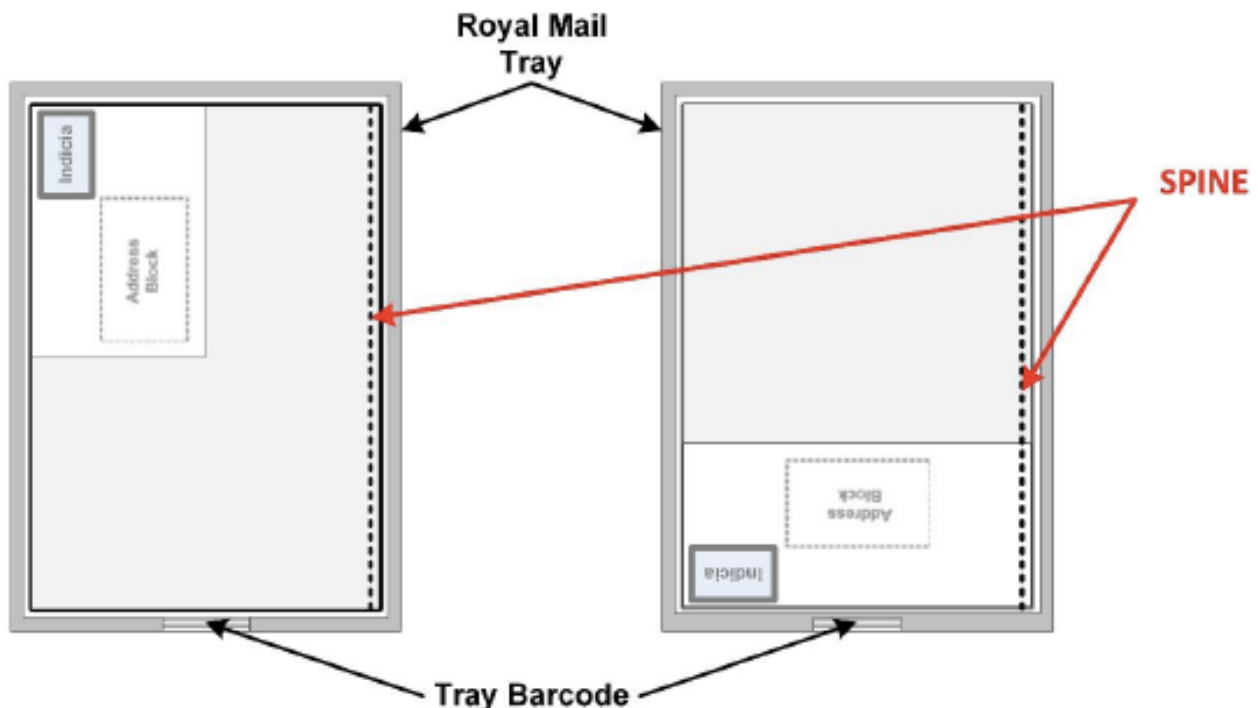 Royal Mail
Tray
Indicia
Address
Block
SPINE
Address
Block
Indicia
Tray Barcode